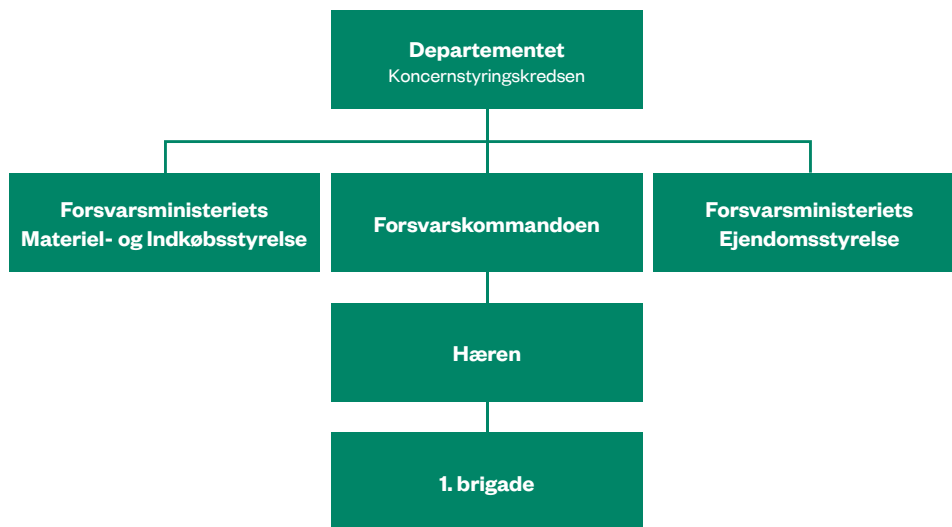 Departementet
Koncernstyringskredsen
Forsvarsministeriets
Materiel- og Indkøbsstyrelse
Forsvarskommandoen
Forsvarsministeriets
Ejendomsstyrelse
Hæren
1. brigade